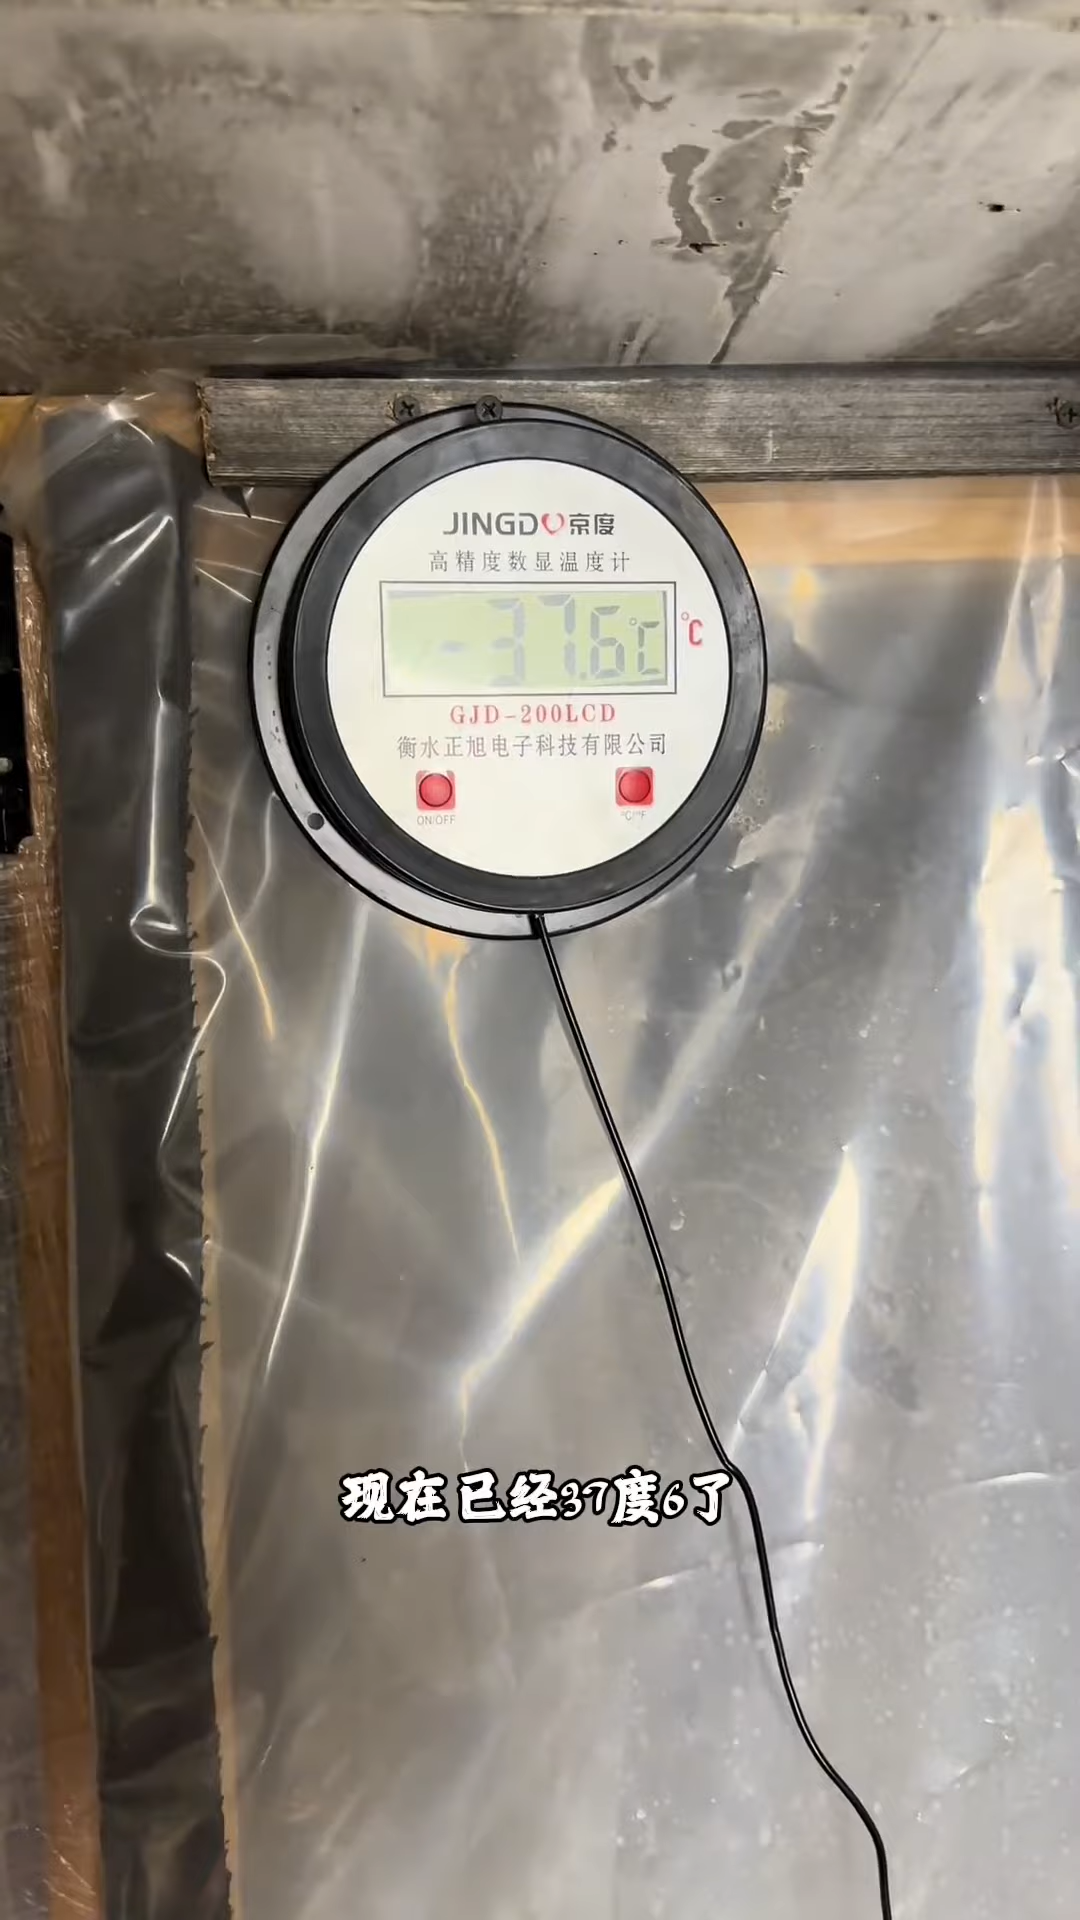 JINGDU京度
高精度数显温度计
-37.6℃
℃
GJD-200LCD
衡水正旭电子科技有限公司
ON/OFF
℃/℉
现在已经37度6了